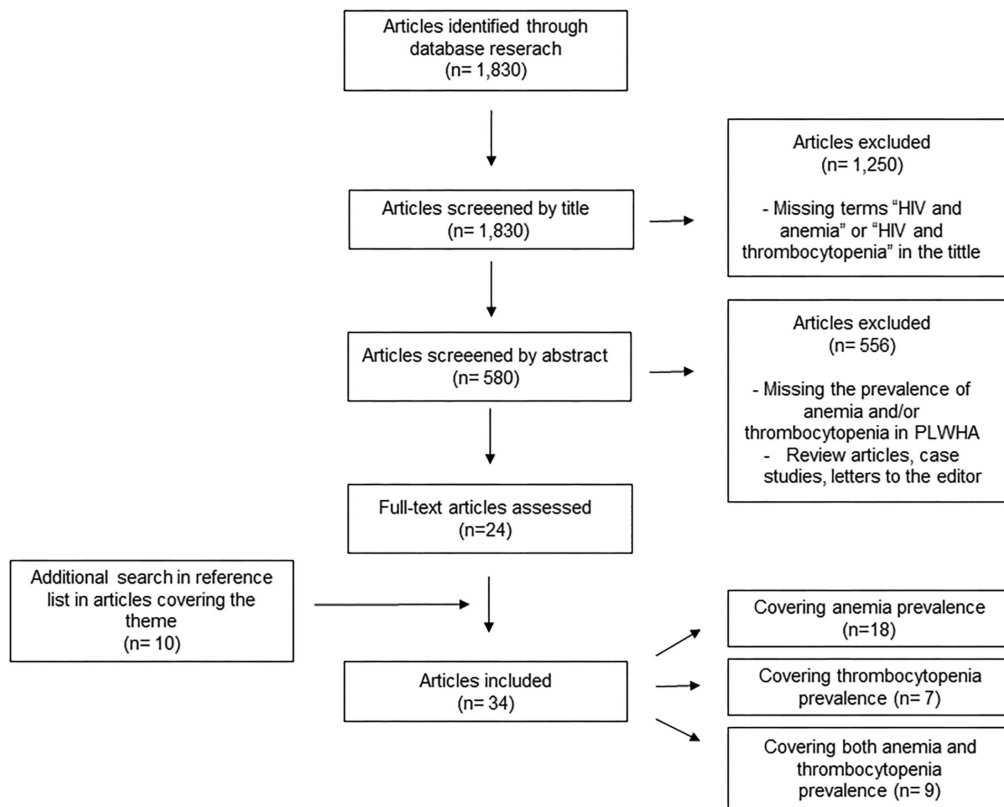 Articles identified through
database reserach
(n= 1,830)
Articles screeened by title
(n= 1,830)
Articles excluded
(n= 1,250)
- Missing terms “HIV and
anemia” or “HIV and
thrombocytopenia” in the tittle
Articles screeened by abstract
(n= 580)
Articles excluded
(n= 556)
- Missing the prevalence of
anemia and/or
thrombocytopenia in PLWHA
- Review articles, case
studies, letters to the editor
Full-text articles assessed
(n=24)
Additional search in reference
list in articles covering the
theme
(n= 10)
Articles included
(n= 34)
Covering anemia prevalence
(n=18)
Covering thrombocytopenia
prevalence (n= 7)
Covering both anemia and
thrombocytopenia
prevalence (n= 9)